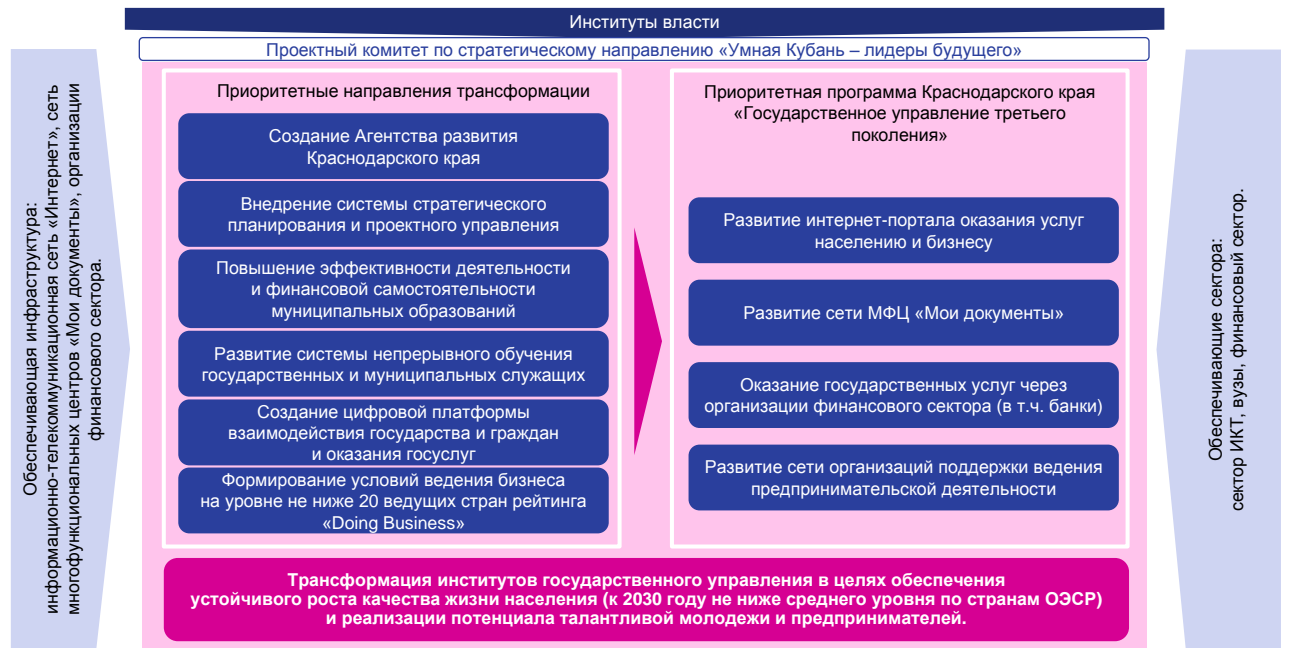 Институты власти
Проектный комитет по стратегическому направлению «Умная Кубань – лидеры будущего»
Обеспечивающая инфраструктура:
информационно-телекоммуникационная сеть «Интернет», сеть
многофункциональных центров «Мои документы», организации
финансового сектора.
Приоритетные направления трансформации
Создание Агентства развития
Краснодарского края
Внедрение системы стратегического
планирования и проектного управления
Повышение эффективности деятельности
и финансовой самостоятельности
муниципальных образований
Развитие системы непрерывного обучения
государственных и муниципальных служащих
Создание цифровой платформы
взаимодействия государства и граждан
и оказания госуслуг
Формирование условий ведения бизнеса
на уровне не ниже 20 ведущих стран рейтинга
«Doing Business»
Приоритетная программа Краснодарского края
«Государственное управление третьего
поколения»
Развитие интернет-портала оказания услуг
населению и бизнесу
Развитие сети МФЦ «Мои документы»
Оказание государственных услуг через
организации финансового сектора (в т.ч. банки)
Развитие сети организаций поддержки ведения
предпринимательской деятельности
Обеспечивающие сектора:
сектор ИКТ, вузы, финансовый сектор.
Трансформация институтов государственного управления в целях обеспечения
устойчивого роста качества жизни населения (к 2030 году не ниже среднего уровня по странам ОЭСР)
и реализации потенциала талантливой молодежи и предпринимателей.